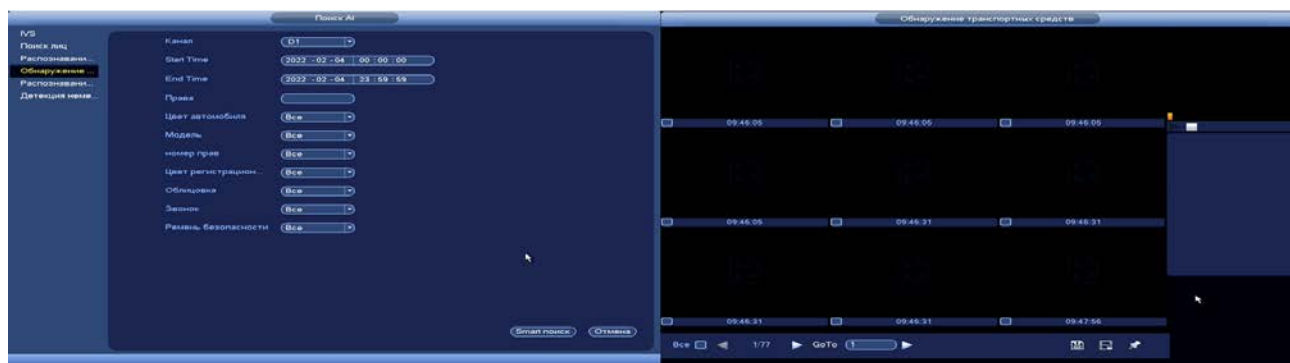 Поиск AI
IVS
Поиск лиц
Распознавани...
Обнаружение ...
Распознавани...
Детекция неме...
Канал D1
Start Time 2022 - 02 - 04 00 : 00 : 00
End Time 2022 - 02 - 04 23 : 59 : 59
Права
Цвет автомобиля Все
Модель Все
номер прав Все
Цвет регистрацион... Все
Облицовка Все
Звонок Все
Ремень безопасности Все
Smart поиск Отмена
Обнаружение транспортных средств
09:46:05 09:46:05 09:46:05
09:46:05 09:46:31 09:46:31
09:46:31 09:46:31 09:47:56
Все 1/77 GoTo 1